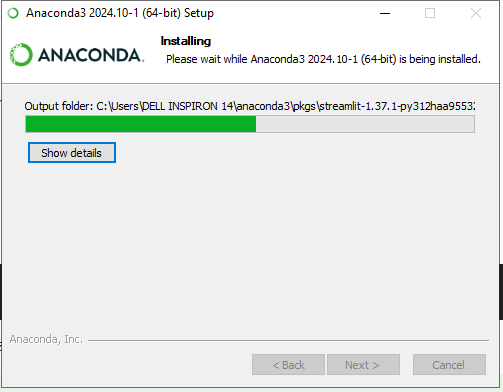 Anaconda3 2024.10-1 (64-bit) Setup
ANACONDA.
Installing
Please wait while Anaconda3 2024.10-1 (64-bit) is being installed.
Output folder: C:\Users\DELL INSPIRON 14\anaconda3\pkgs\streamlit-1.37.1-py312haa95532
Show details
Anaconda, Inc.
< Back
Next >
Cancel